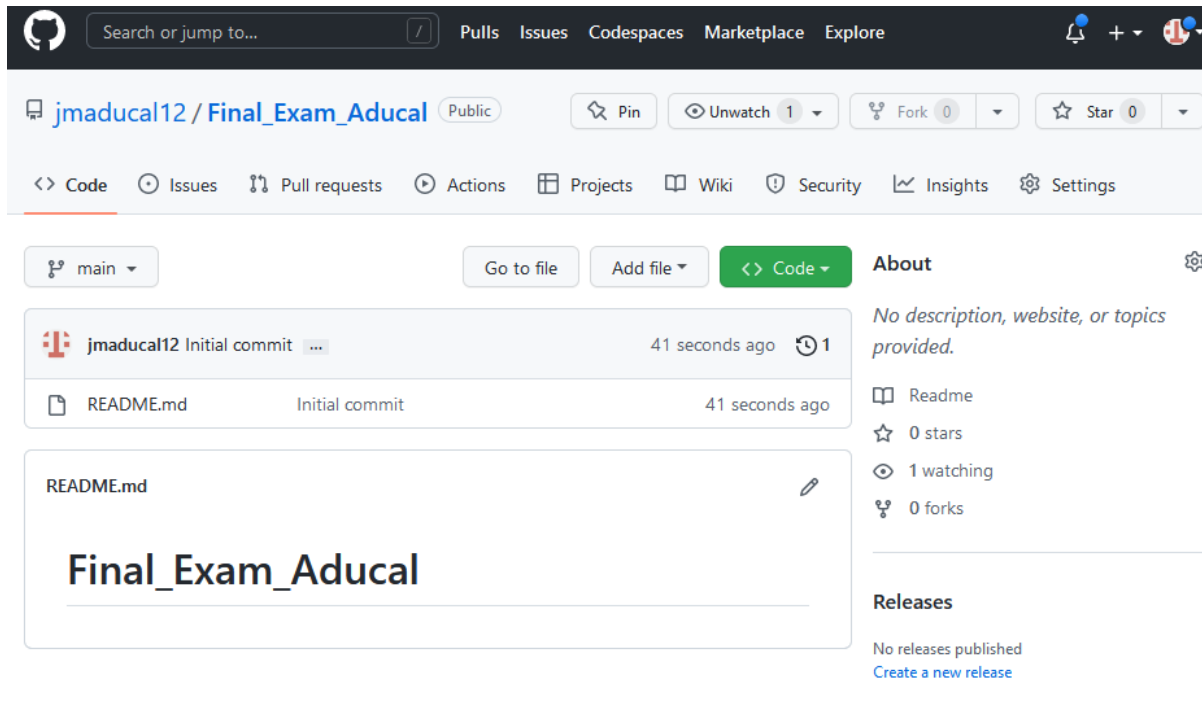 Search or jump to... / Pulls Issues Codespaces Marketplace Explore
jmaducal12 / Final_Exam_Aducal Public Pin Unwatch 1 Fork 0 Star 0
<> Code Issues Pull requests Actions Projects Wiki Security Insights Settings
main Go to file Add file <> Code
jmaducal12 Initial commit ... 41 seconds ago 1
README.md Initial commit 41 seconds ago
README.md
Final_Exam_Aducal
About
No description, website, or topics
provided.
Readme
0 stars
1 watching
0 forks
Releases
No releases published
Create a new release